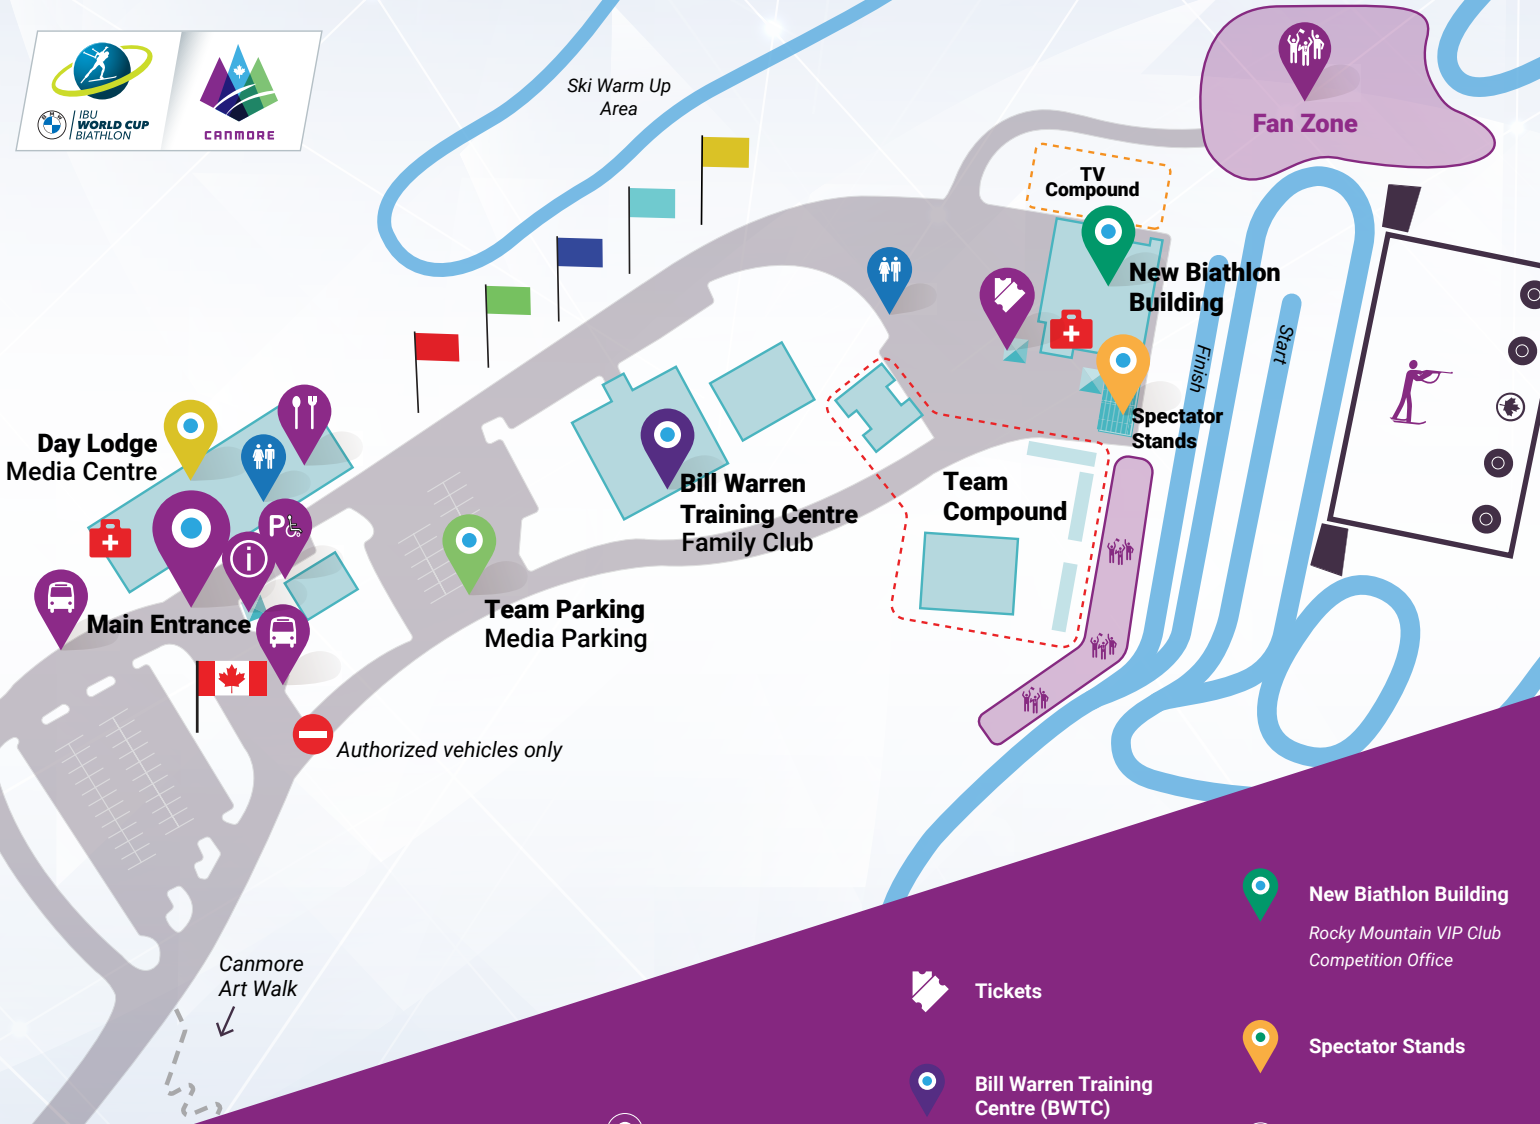 IBU
WORLD CUP
BIATHLON
CANMORE
Ski Warm Up
Area
Fan Zone
TV
Compound
New Biathlon
Building
Finish
Start
Spectator
Stands
Day Lodge
Media Centre
P
i
Main Entrance
Bill Warren
Training Centre
Family Club
Team
Compound
Team Parking
Media Parking
Authorized vehicles only
Canmore
Art Walk
New Biathlon Building
Rocky Mountain VIP Club
Competition Office
Tickets
Spectator Stands
Bill Warren Training
Centre (BWTC)